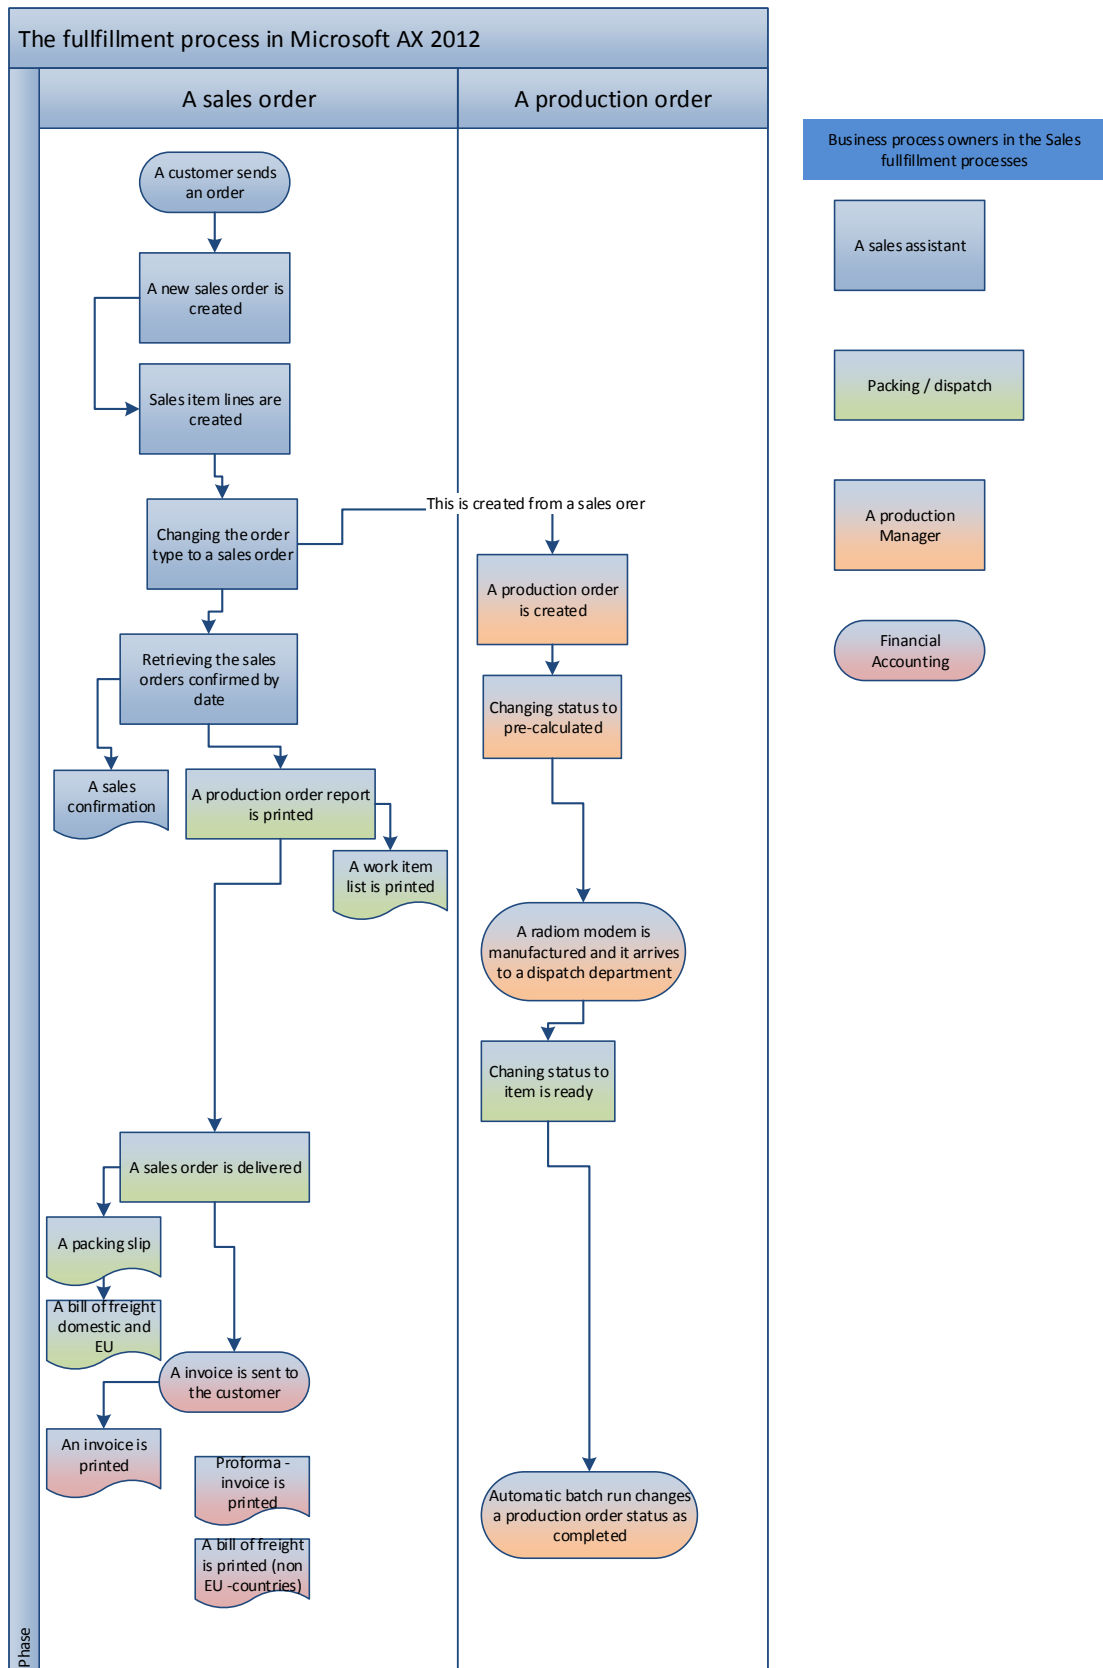 The fullfillment process in Microsoft AX 2012
A sales order
A production order
Business process owners in the Sales
fullfillment processes
A customer sends
an order
A sales assistant
A new sales order is
created
Packing / dispatch
Sales item lines are
created
This is created from a sales orer
Changing the order
type to a sales order
A production
Manager
A production order
is created
Retrieving the sales
orders confirmed by
date
Financial
Accounting
Changing status to
pre-calculated
A sales
confirmation
A production order report
is printed
A work item
list is printed
A radiom modem is
manufactured and it arrives
to a dispatch department
Chaning status to
item is ready
A sales order is delivered
A packing slip
A bill of freight
domestic and
EU
A invoice is sent to
the customer
An invoice is
printed
Proforma -
invoice is
printed
Automatic batch run changes
a production order status as
completed
A bill of freight
is printed (non
EU -countries)
Phase